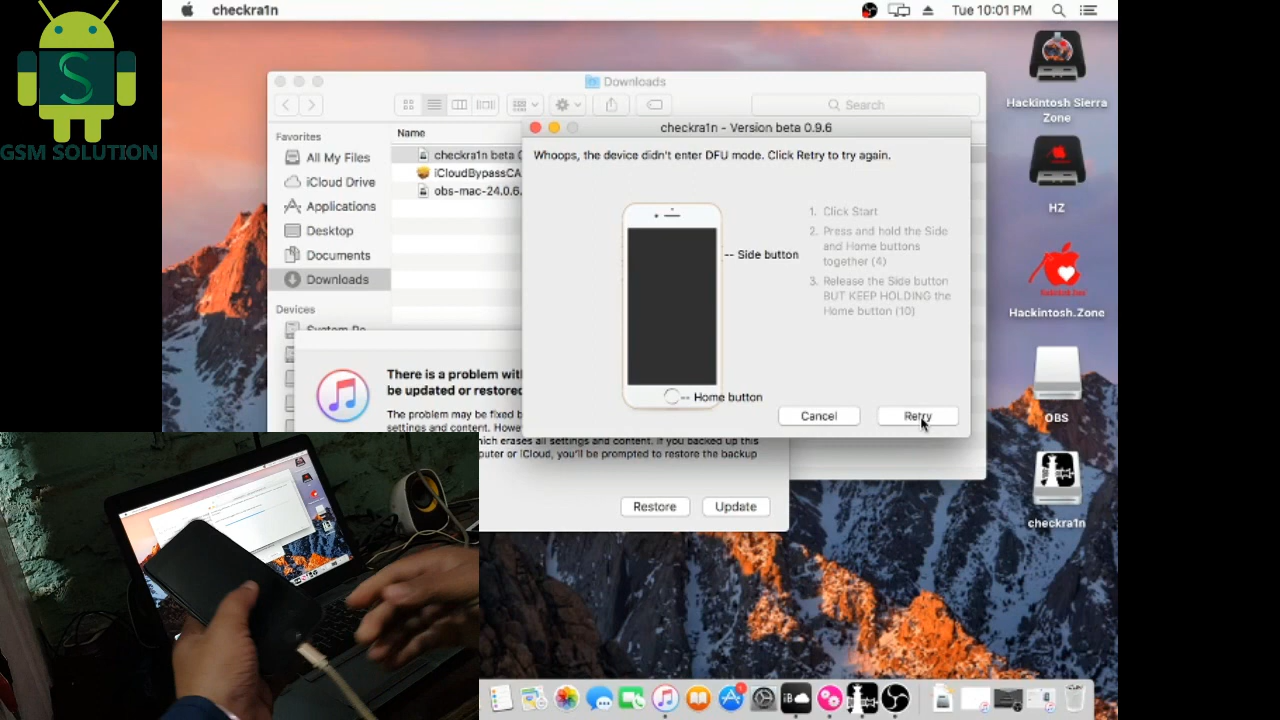 checkra1n
Tue 10:01 PM
S
GSM SOLUTION
Downloads
Search
Favorites
All My Files
iCloud Drive
Applications
Desktop
Documents
Downloads
Devices
Name
checkra1n beta
iCloudBypassCA
obs-mac-24.0.6.
checkra1n - Version beta 0.9.6
Whoops, the device didn't enter DFU mode. Click Retry to try again.
-- Side button
-- Home button
1. Click Start
2. Press and hold the Side
and Home buttons
together (4)
3. Release the Side button
BUT KEEP HOLDING the
Home button (10)
Cancel
Retry
There is a problem
be updated or restored
The problem may be fixed b
settings and content.
which erases all settings and content. If you backed up this
puter or iCloud, you'll be prompted to restore the backup
Restore
Update
Hackintosh Sierra
Zone
HZ
Hackintosh.Zone
OBS
checkra1n